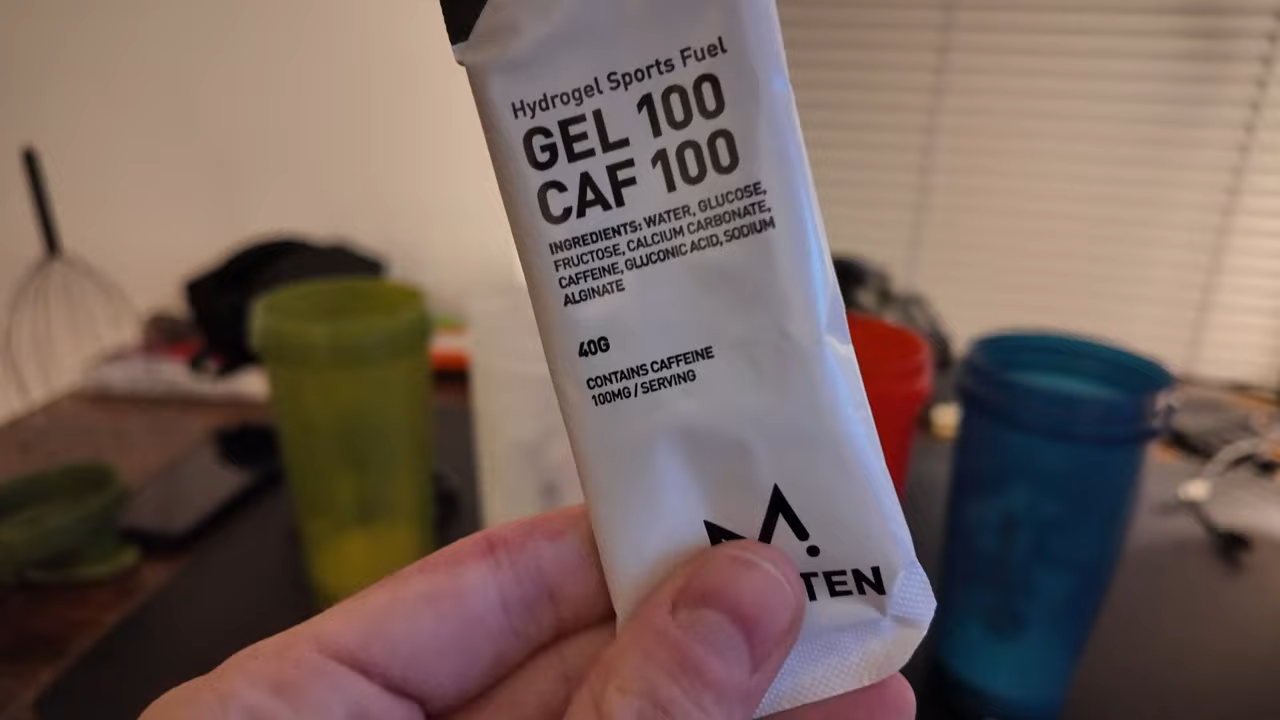 Hydrogel Sports Fuel
GEL 100
CAF 100
INGREDIENTS: WATER, GLUCOSE,
FRUCTOSE, CALCIUM CARBONATE,
CAFFEINE, GLUCONIC ACID, SODIUM
ALGINATE
40G
CONTAINS CAFFEINE
100MG / SERVING
M.
TEN